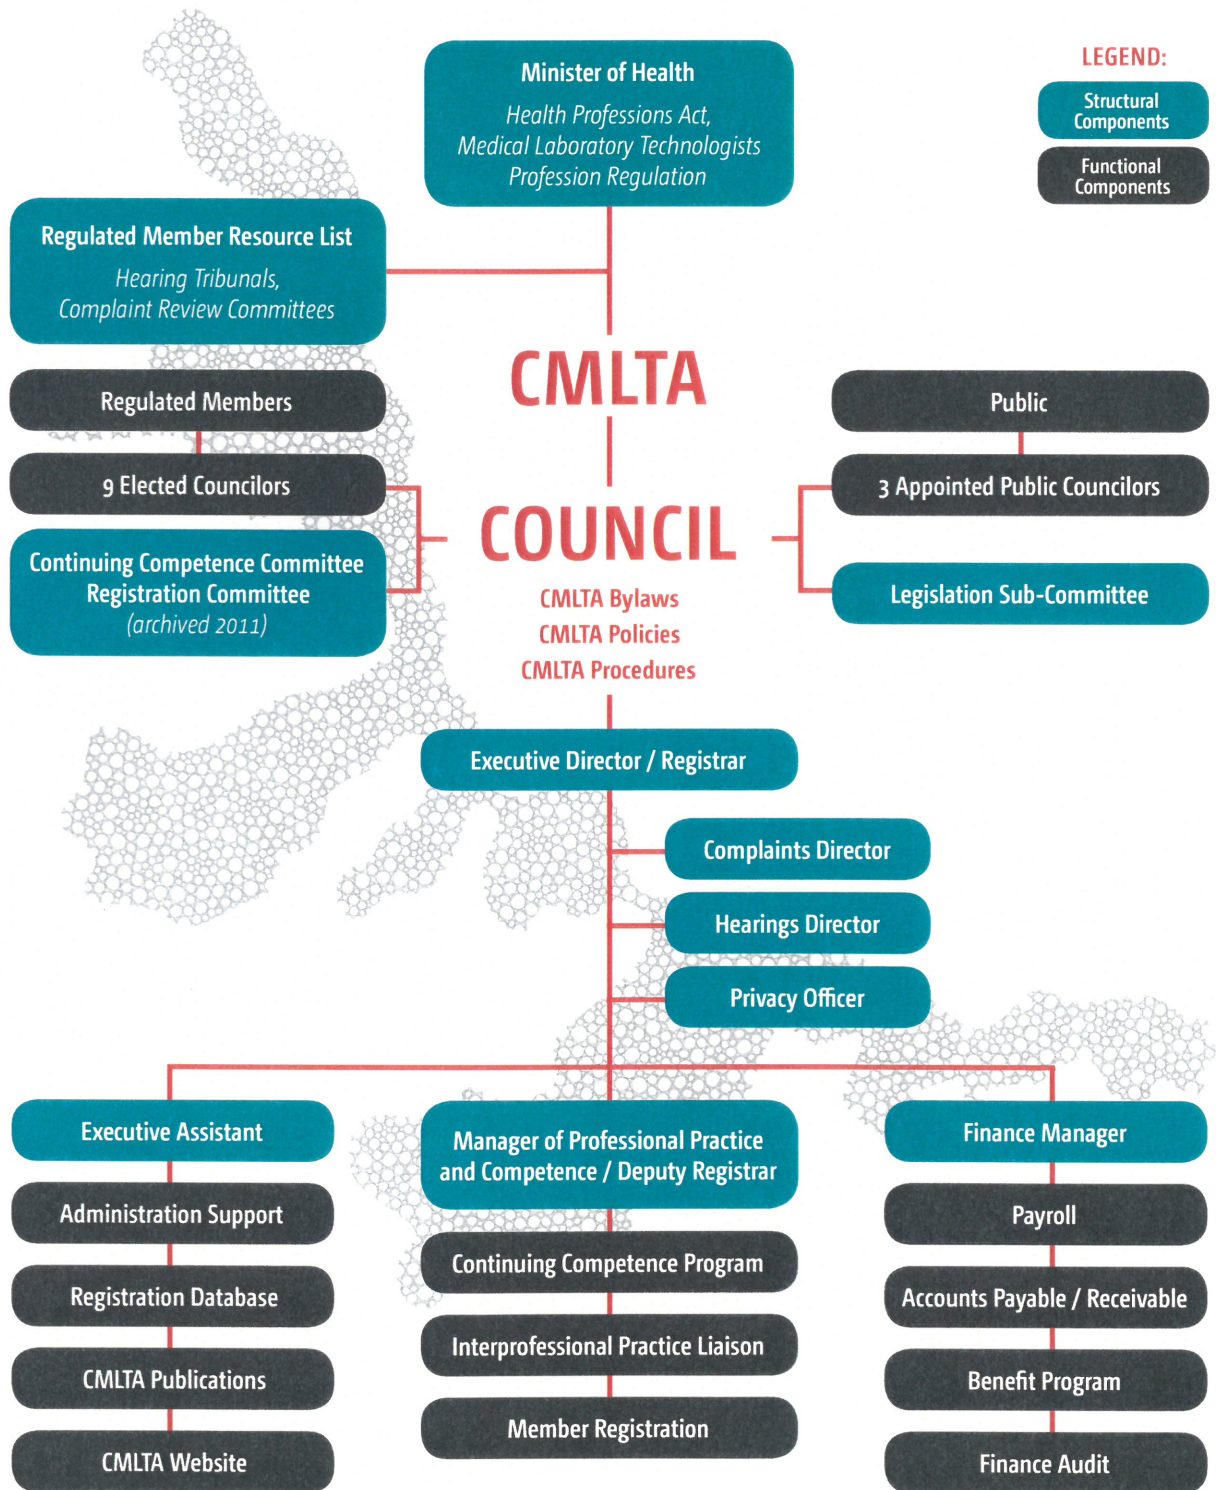 Minister of Health
Health Professions Act,
Medical Laboratory Technologists
Profession Regulation
LEGEND:
Structural
Components
Functional
Components
Regulated Member Resource List
Hearing Tribunals,
Complaint Review Committees
CMLTA
Regulated Members
Public
9 Elected Councilors
3 Appointed Public Councilors
COUNCIL
Continuing Competence Committee
Registration Committee
(archived 2011)
Legislation Sub-Committee
CMLTA Bylaws
CMLTA Policies
CMLTA Procedures
Executive Director / Registrar
Complaints Director
Hearings Director
Privacy Officer
Executive Assistant
Administration Support
Registration Database
CMLTA Publications
CMLTA Website
Manager of Professional Practice
and Competence / Deputy Registrar
Continuing Competence Program
Interprofessional Practice Liaison
Member Registration
Finance Manager
Payroll
Accounts Payable / Receivable
Benefit Program
Finance Audit